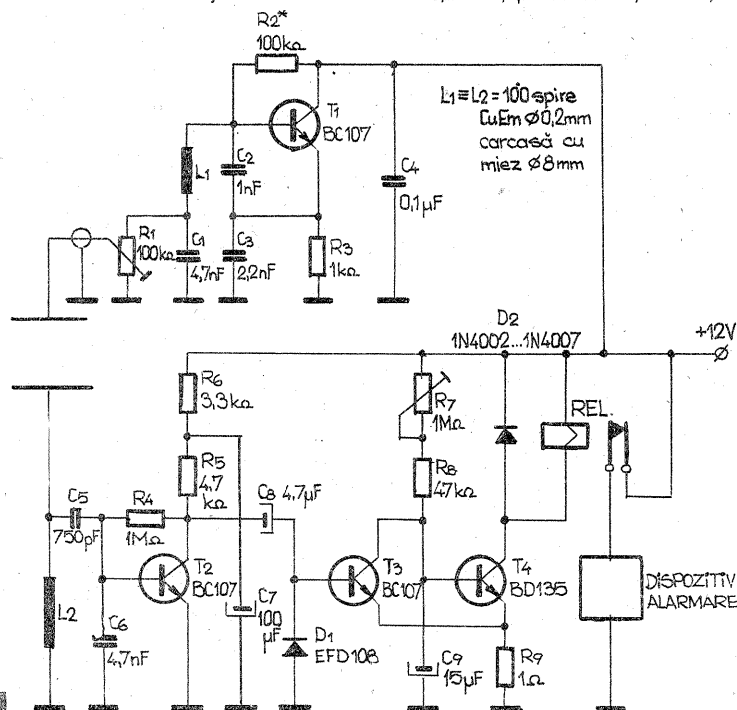 R2*
100kΩ
T1
BC107
L1≡L2=100 spire
CuEm Ø0,2mm
carcasă cu
miez Ø8mm
L1
C2
1nF
C4
0,1µF
R1
100kΩ
C1
4,7nF
C3
2,2nF
R3
1kΩ
D2
1N4002...1N4007
+12V
R6
3,3kΩ
R7
1MΩ
REL.
R5
4,7
kΩ
R8
47kΩ
C5
750pF
R4
1MΩ
C8 4,7µF
T2
BC107
T3
BC107
T4
BD135
DISPOZITIV
ALARMARE
L2
C6
4,7nF
C7
100
µF
D1
EFD108
C9
15µF
R9
1Ω